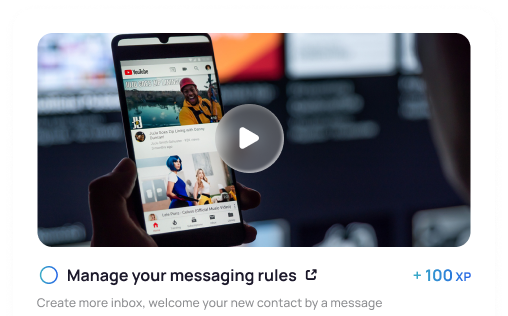 YouTube
Manage your messaging rules
+ 100 XP
Create more inbox, welcome your new contact by a message